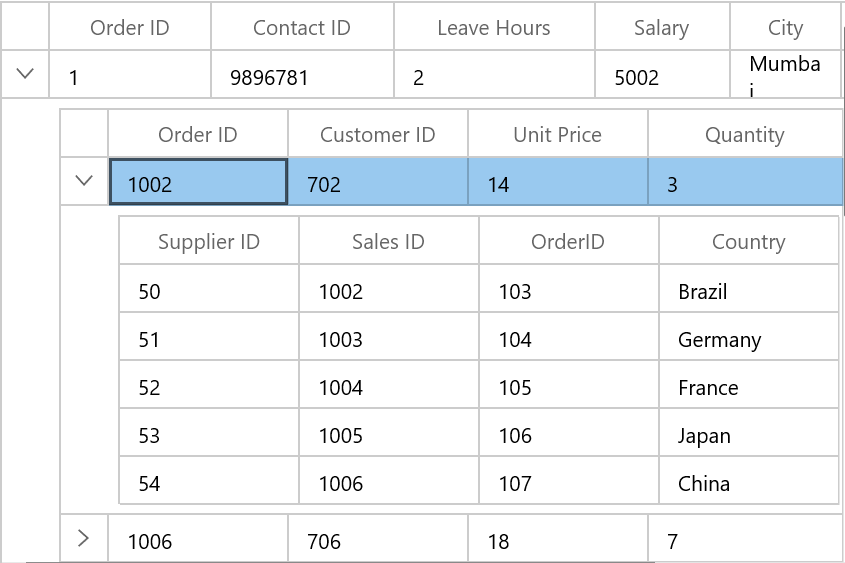 Order ID Contact ID Leave Hours Salary City
1 9896781 2 5002 Mumba
i
Order ID Customer ID Unit Price Quantity
1002 702 14 3
Supplier ID Sales ID OrderID Country
50 1002 103 Brazil
51 1003 104 Germany
52 1004 105 France
53 1005 106 Japan
54 1006 107 China
1006 706 18 7